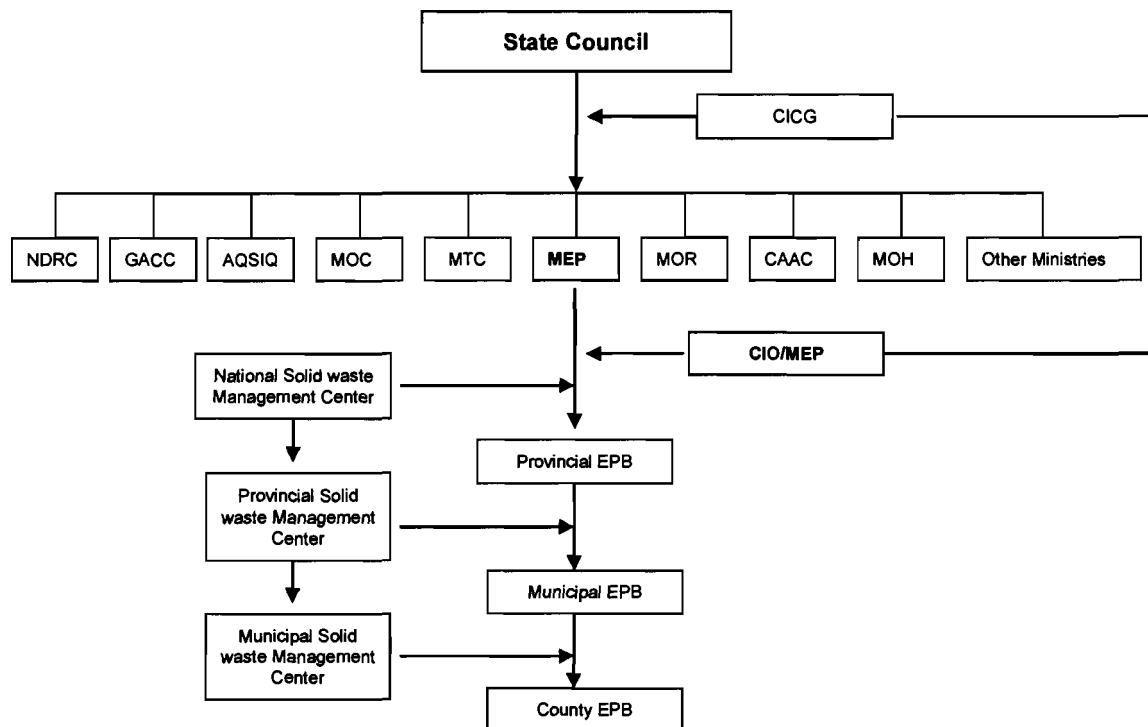 State Council
CICG
NDRC
GACC
AQSIQ
MOC
MTC
MEP
MOR
CAAC
MOH
Other Ministries
CIO/MEP
National Solid waste
Management Center
Provincial EPB
Provincial Solid
waste Management
Center
Municipal EPB
Municipal Solid
waste Management
Center
County EPB